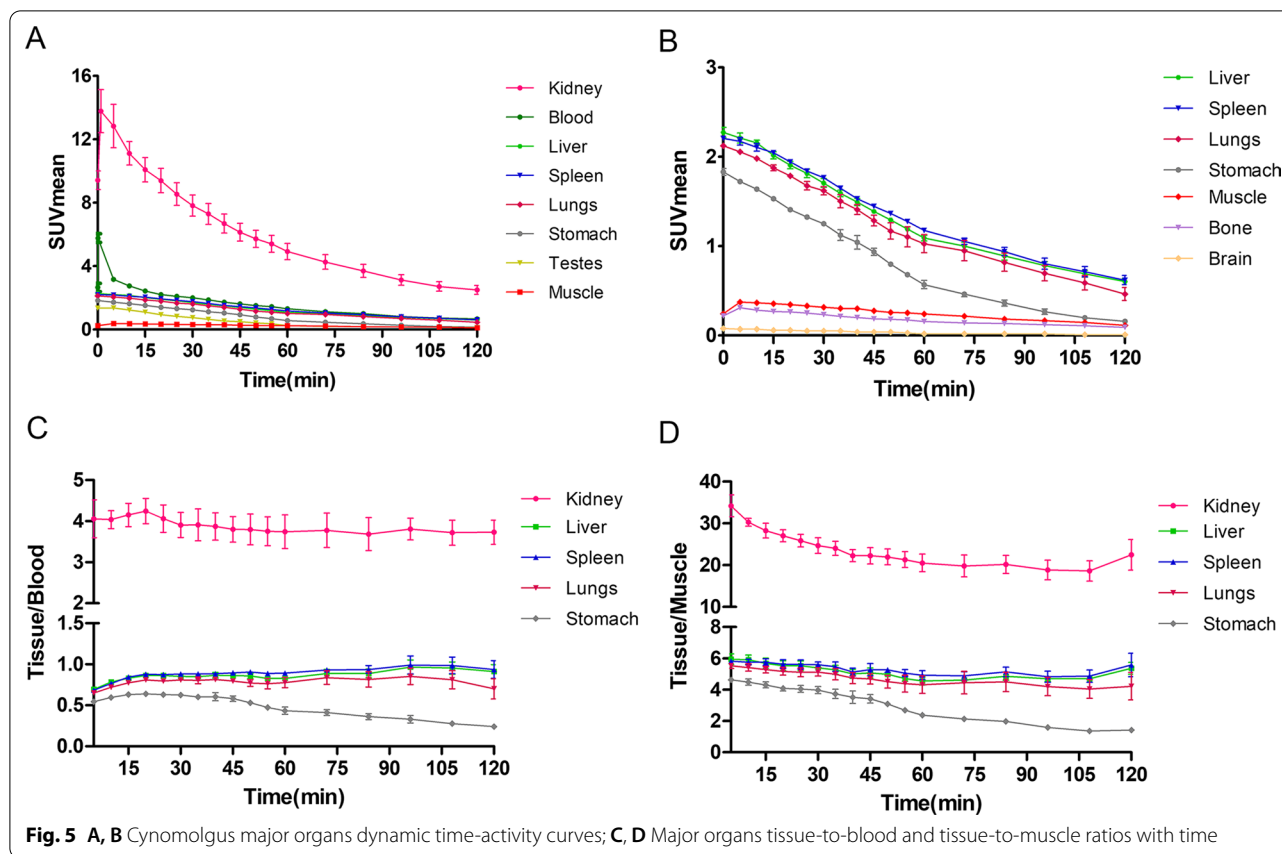 A
16
12
8
4
0
SUVmean
0 15 30 45 60 75 90 105 120
Time(min)
Kidney
Blood
Liver
Spleen
Lungs
Stomach
Testes
Muscle
B
3
2
1
0
SUVmean
0 15 30 45 60 75 90 105 120
Time(min)
Liver
Spleen
Lungs
Stomach
Muscle
Bone
Brain
C
5
4
3
2
1.5
1.0
0.5
0.0
Tissue/Blood
15 30 45 60 75 90 105 120
Time(min)
Kidney
Liver
Spleen
Lungs
Stomach
D
40
30
20
10
8
6
4
2
0
Tissue/Muscle
15 30 45 60 75 90 105 120
Time(min)
Kidney
Liver
Spleen
Lungs
Stomach
Fig. 5 A, B Cynomolgus major organs dynamic time-activity curves; C, D Major organs tissue-to-blood and tissue-to-muscle ratios with time